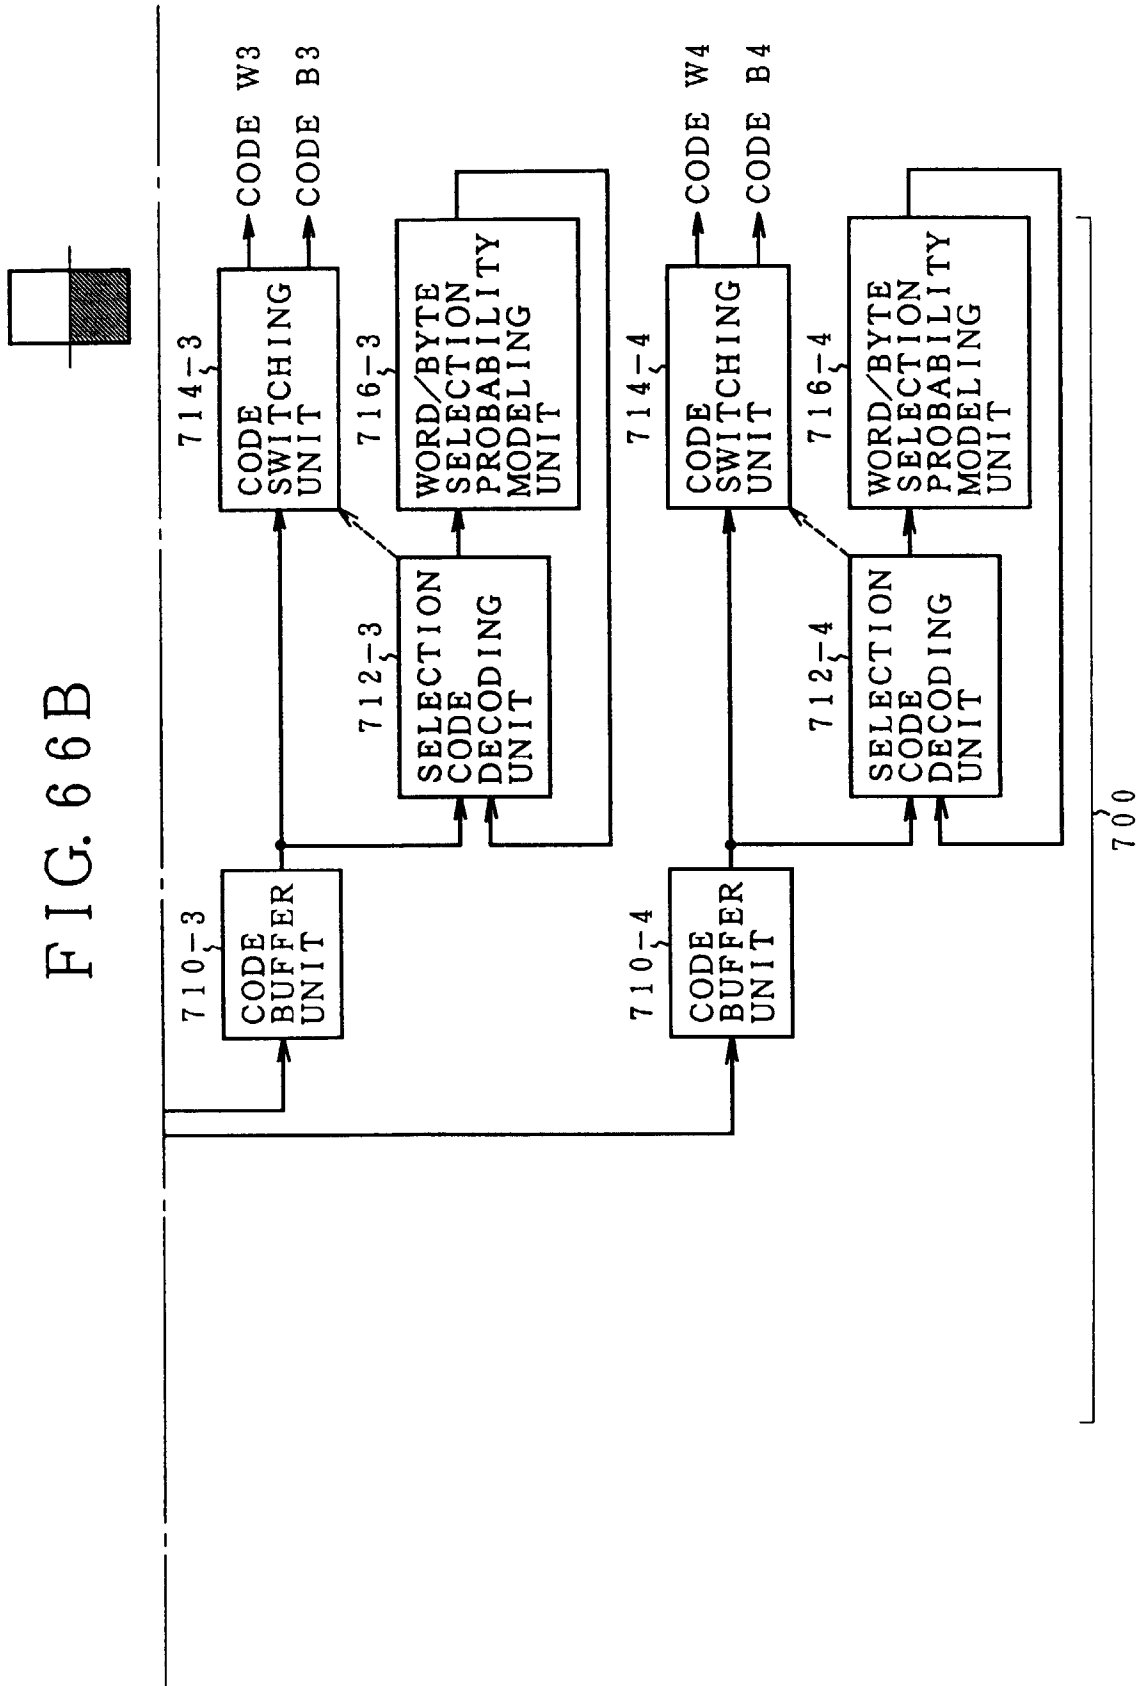 FIG. 66B
710-3
CODE
BUFFER
UNIT
712-3
SELECTION
CODE
DECODING
UNIT
714-3
CODE
SWITCHING
UNIT
716-3
WORD/BYTE
SELECTION
PROBABILITY
MODELING
UNIT
CODE W3
CODE B3
710-4
CODE
BUFFER
UNIT
712-4
SELECTION
CODE
DECODING
UNIT
714-4
CODE
SWITCHING
UNIT
716-4
WORD/BYTE
SELECTION
PROBABILITY
MODELING
UNIT
CODE W4
CODE B4
700